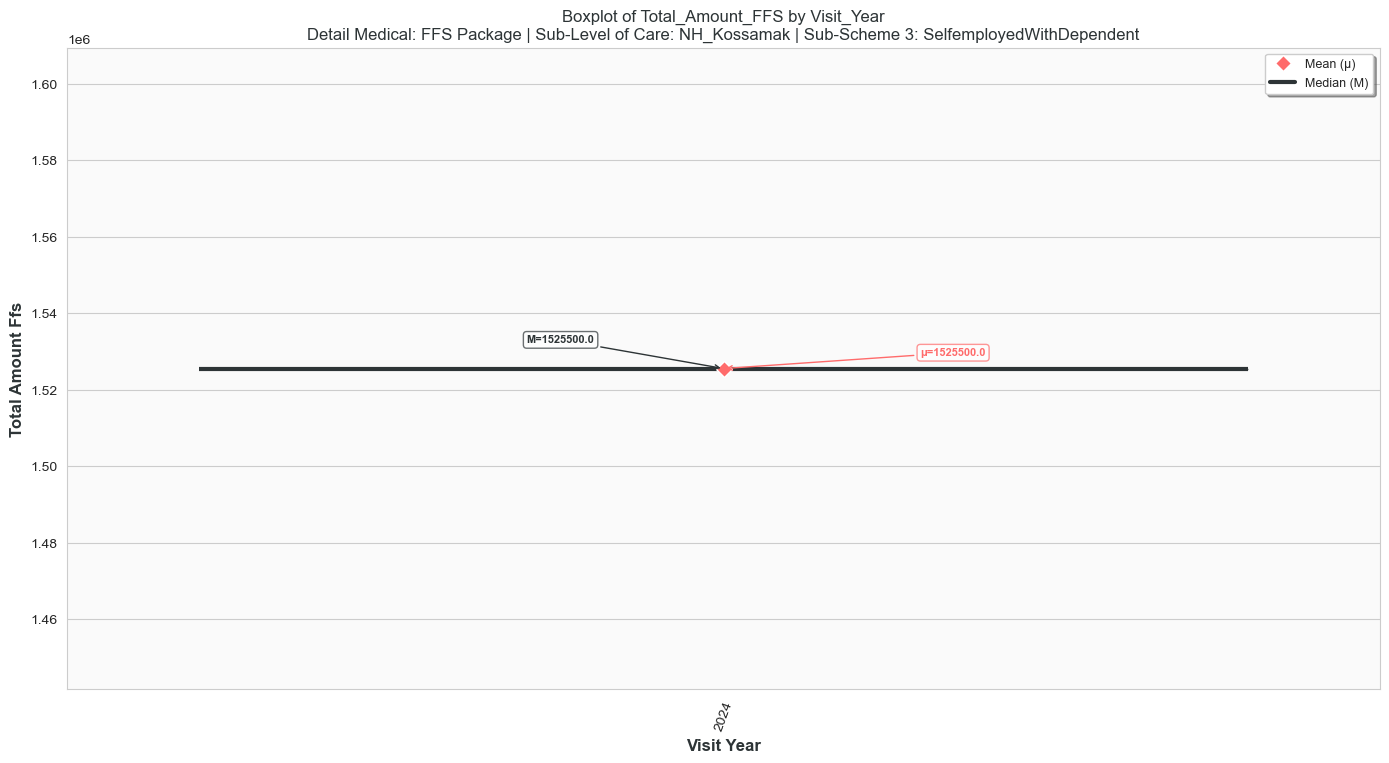 Boxplot of Total_Amount_FFS by Visit_Year
Detail Medical: FFS Package | Sub-Level of Care: NH_Kossamak | Sub-Scheme 3: SelfemployedWithDependent
1e6
Mean (μ)
Median (M)
1.60
1.58
1.56
1.54
1.52
1.50
1.48
1.46
M=1525500.0
μ=1525500.0
Total Amount Ffs
2024
Visit Year